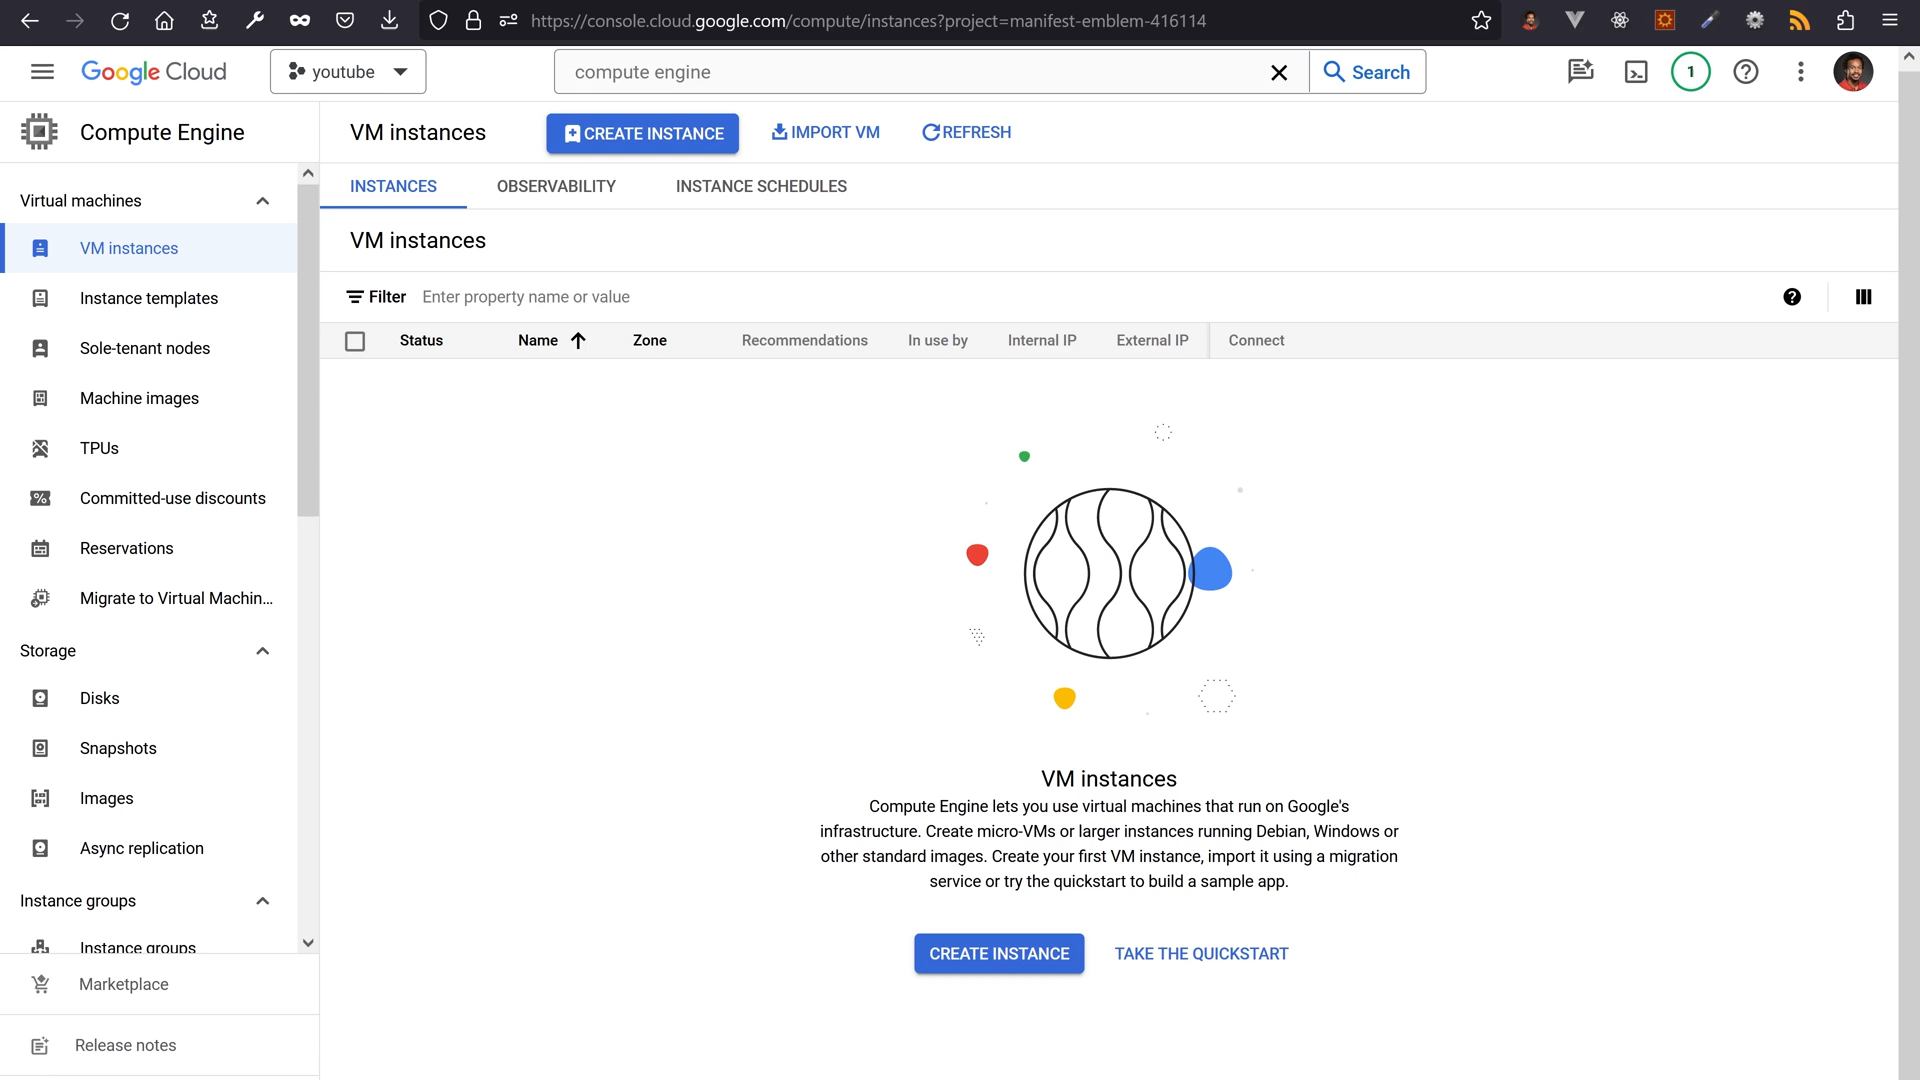 https://console.cloud.google.com/compute/instances?project=manifest-emblem-416114
Google Cloud
youtube
compute engine
Search
1
Compute Engine
VM instances
CREATE INSTANCE
IMPORT VM
REFRESH
INSTANCES
OBSERVABILITY
INSTANCE SCHEDULES
Virtual machines
VM instances
Instance templates
Sole-tenant nodes
Machine images
TPUs
Committed-use discounts
Reservations
Migrate to Virtual Machin...
Storage
Disks
Snapshots
Images
Async replication
Instance groups
Instance groups
Marketplace
Release notes
VM instances
Filter
Enter property name or value
Status
Name
Zone
Recommendations
In use by
Internal IP
External IP
Connect
VM instances
Compute Engine lets you use virtual machines that run on Google's
infrastructure. Create micro-VMs or larger instances running Debian, Windows or
other standard images. Create your first VM instance, import it using a migration
service or try the quickstart to build a sample app.
CREATE INSTANCE
TAKE THE QUICKSTART